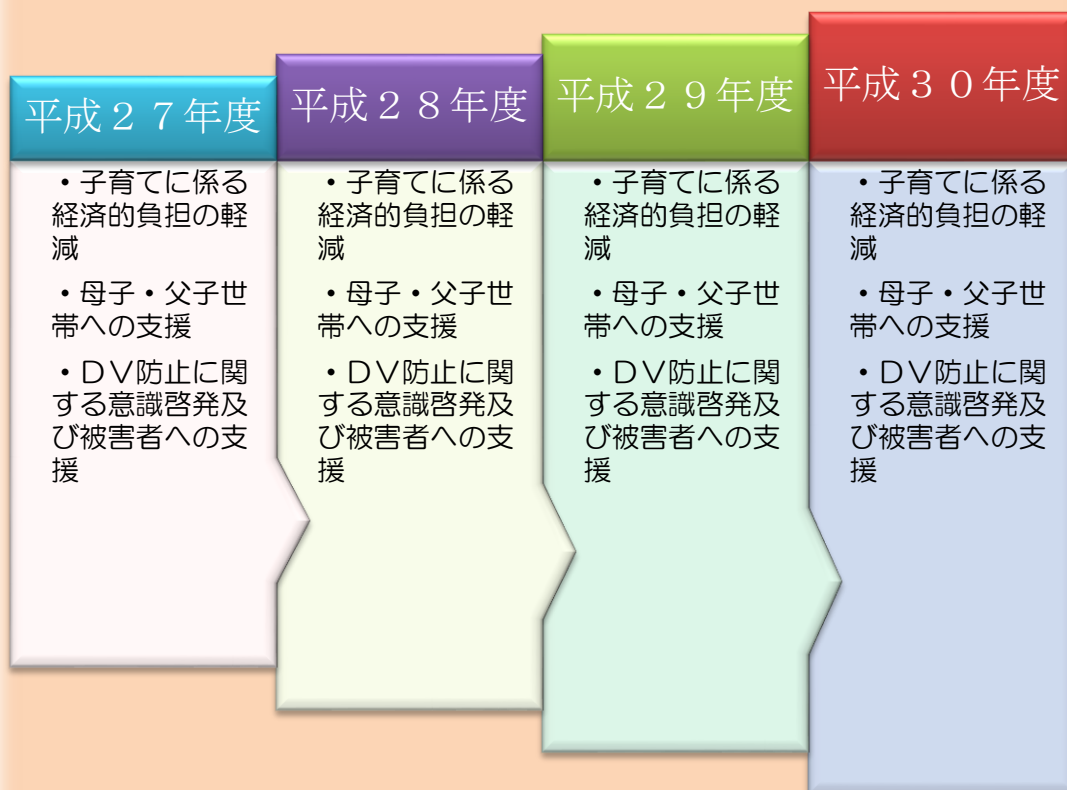 平成２７年度
・子育てに係る
経済的負担の軽
減
・母子・父子世
帯への支援
・ＤＶ防止に関
する意識啓発及
び被害者への支
援
平成２８年度
・子育てに係る
経済的負担の軽
減
・母子・父子世
帯への支援
・ＤＶ防止に関
する意識啓発及
び被害者への支
援
平成２９年度
・子育てに係る
経済的負担の軽
減
・母子・父子世
帯への支援
・ＤＶ防止に関
する意識啓発及
び被害者への支
援
平成３０年度
・子育てに係る
経済的負担の軽
減
・母子・父子世
帯への支援
・ＤＶ防止に関
する意識啓発及
び被害者への支
援